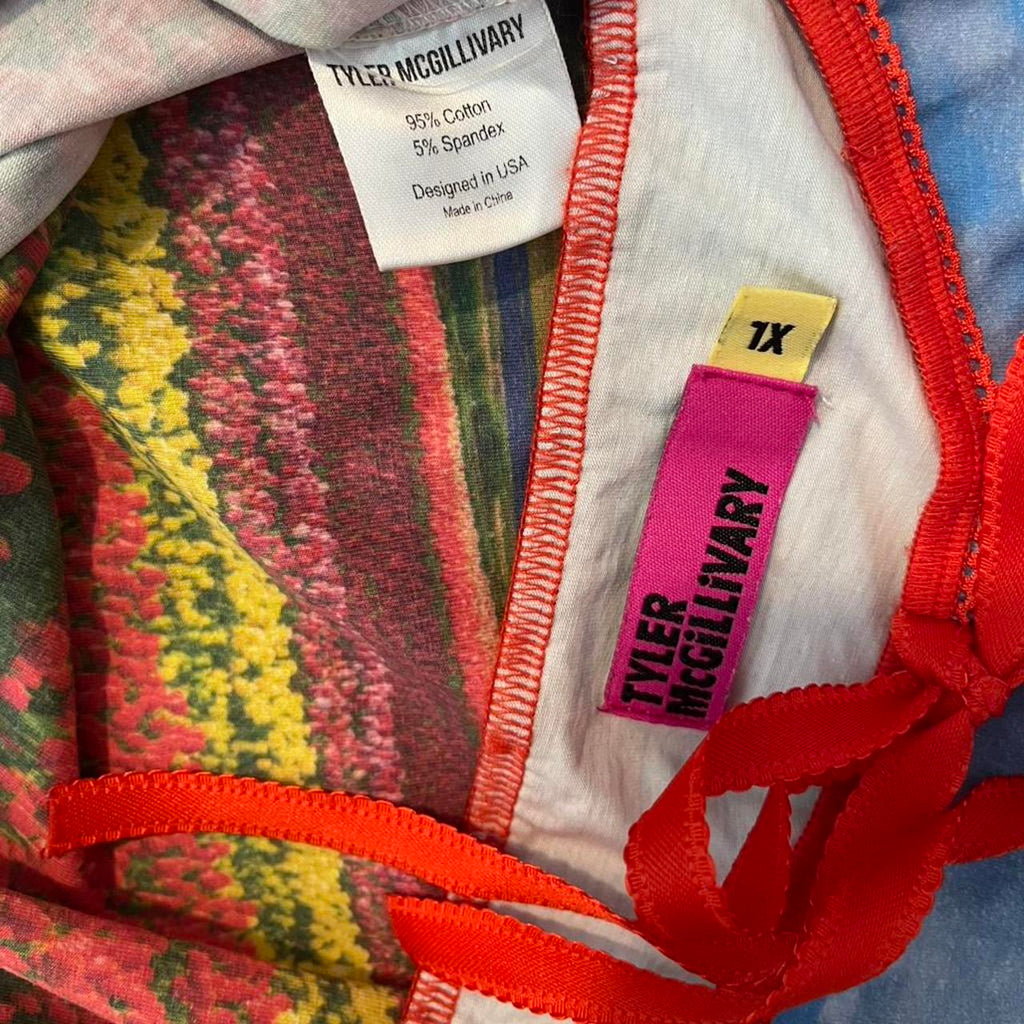 TYLER MCGILLIVARY
95% Cotton
5% Spandex
Designed in USA
Made in China
1X
TYLER
McGiLLiVARY